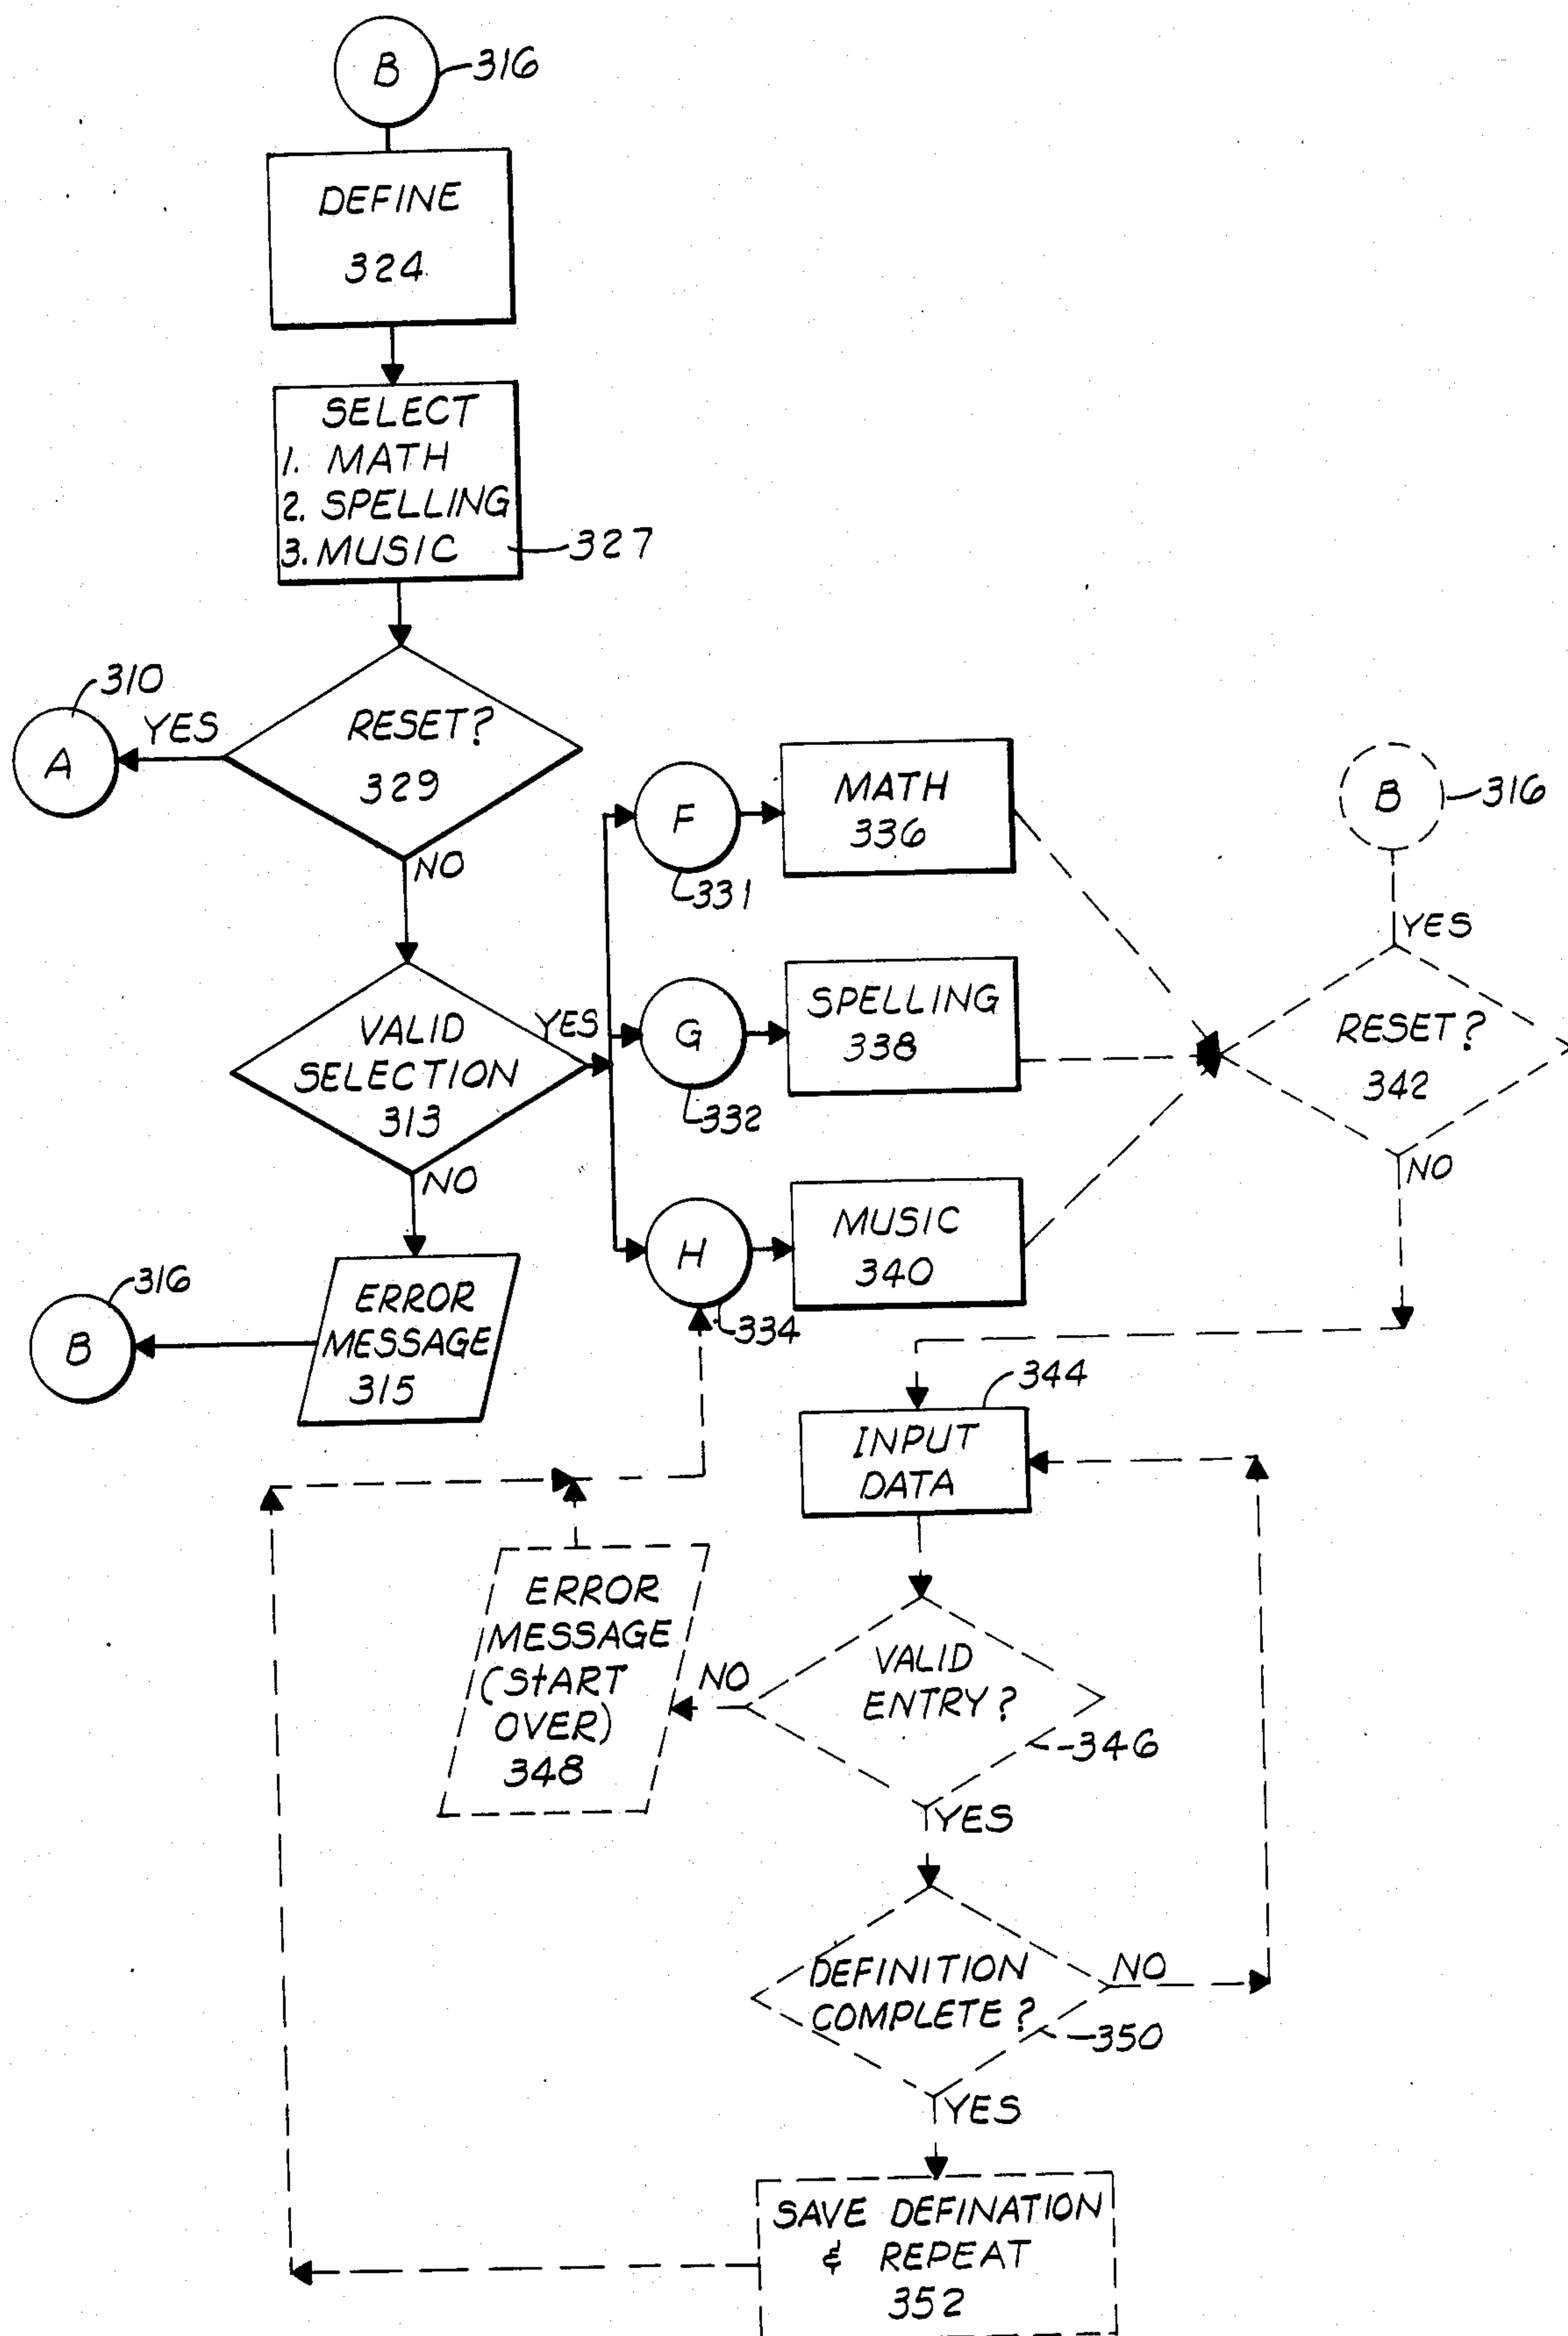 B
316
DEFINE
324
SELECT
1. MATH
2. SPELLING
3. MUSIC
327
310
A
YES
RESET?
329
NO
F
331
MATH
336
B
316
YES
VALID
SELECTION
313
YES
NO
G
332
SPELLING
338
RESET?
342
NO
H
334
MUSIC
340
316
B
ERROR
MESSAGE
315
344
INPUT
DATA
ERROR
MESSAGE
(START
OVER)
348
NO
VALID
ENTRY?
346
YES
DEFINITION
COMPLETE?
NO
350
YES
SAVE DEFINATION
& REPEAT
352